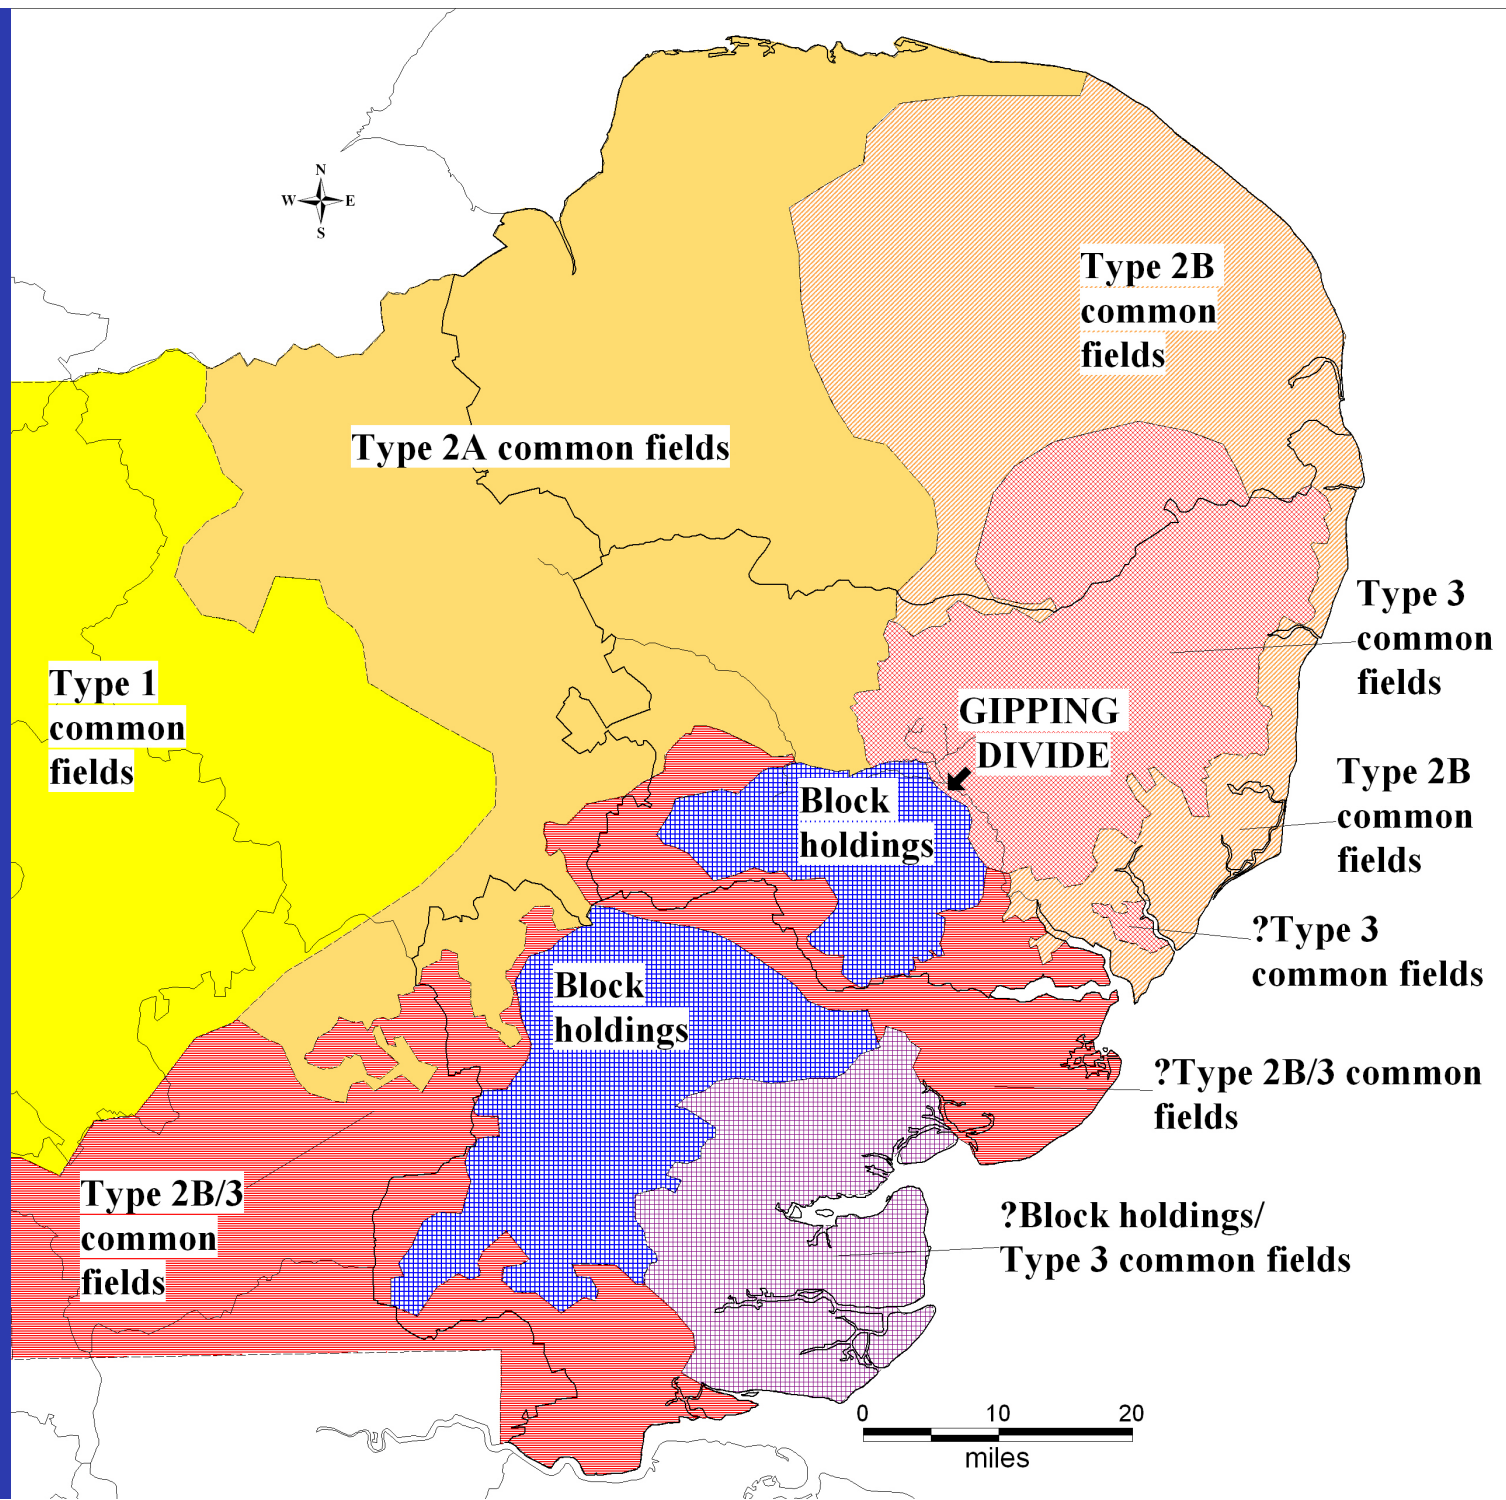 N
W E
S
Type 2B
common
fields
Type 2A common fields
Type 3
common
fields
Type 1
common
fields
GIPPING
DIVIDE
Block
holdings
Type 2B
common
fields
?Type 3
common fields
Block
holdings
?Type 2B/3 common
fields
Type 2B/3
common
fields
?Block holdings/
Type 3 common fields
0 10 20
miles